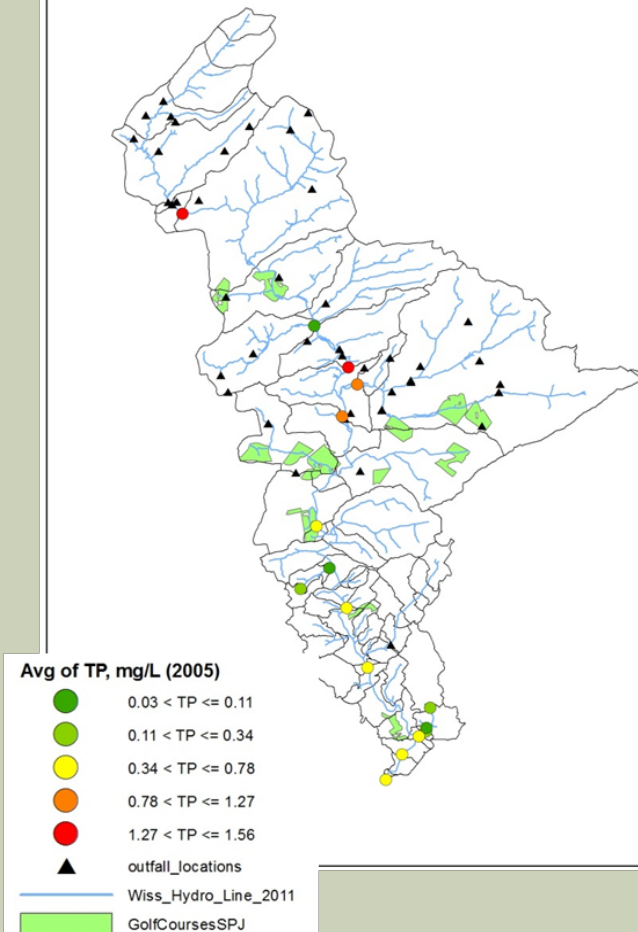 Avg of TP, mg/L (2005)
0.03 < TP <= 0.11
0.11 < TP <= 0.34
0.34 < TP <= 0.78
0.78 < TP <= 1.27
1.27 < TP <= 1.56
outfall_locations
Wiss_Hydro_Line_2011
GolfCoursesSPJ